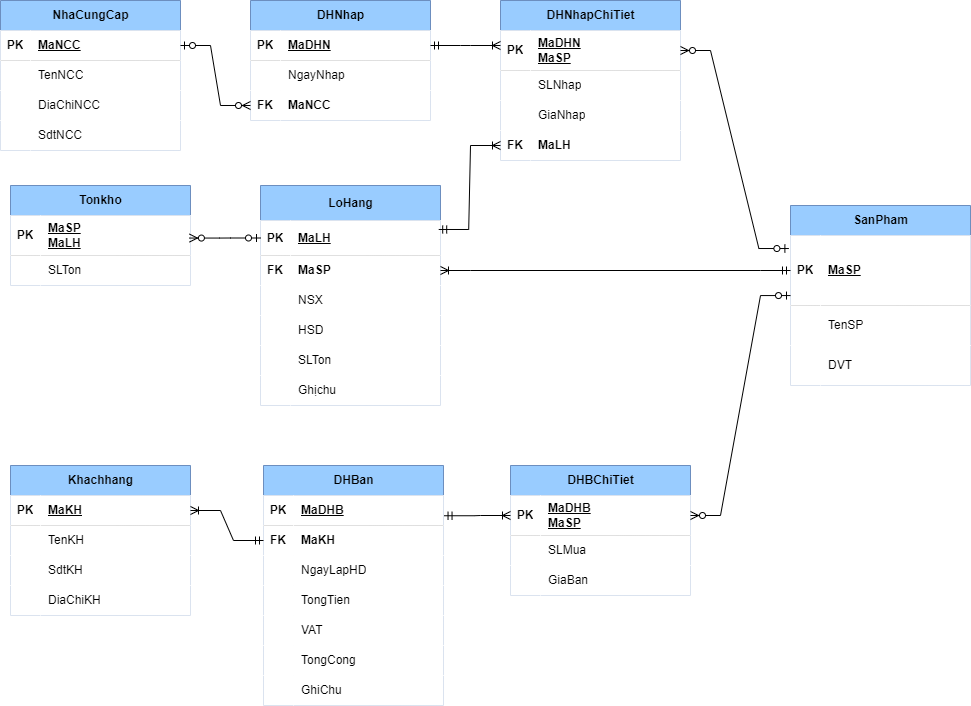 NhaCungCap
PK MaNCC
TenNCC
DiaChiNCC
SdtNCC
DHNhap
PK MaDHN
NgayNhap
FK MaNCC
DHNhapChiTiet
PK MaDHN
MaSP
SLNhap
GiaNhap
FK MaLH
Tonkho
PK MaSP
MaLH
SLTon
LoHang
PK MaLH
FK MaSP
NSX
HSD
SLTon
Ghịchu
SanPham
PK MaSP
TenSP
DVT
Khachhang
PK MaKH
TenKH
SdtKH
DiaChiKH
DHBan
PK MaDHB
FK MaKH
NgayLapHD
TongTien
VAT
TongCong
GhiChu
DHBChiTiet
PK MaDHB
MaSP
SLMua
GiaBan